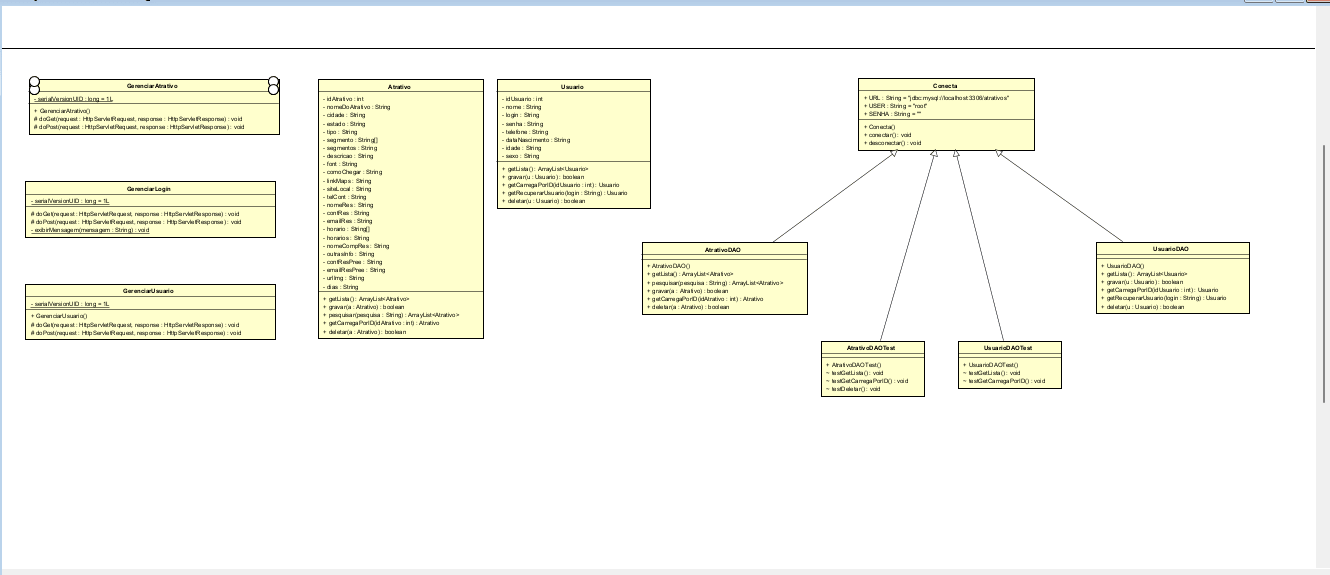 GerenciarAtrativo
- serialVersionUID : long = 1L
+ GerenciarAtrativo()
# doGet(request : HttpServletRequest, response : HttpServletResponse) : void
# doPost(request : HttpServletRequest, response : HttpServletResponse) : void
GerenciarLogin
- serialVersionUID : long = 1L
# doGet(request : HttpServletRequest, response : HttpServletResponse) : void
# doPost(request : HttpServletRequest, response : HttpServletResponse) : void
- exibirMensagem(mensagem : String) : void
GerenciarUsuario
- serialVersionUID : long = 1L
+ GerenciarUsuario()
# doGet(request : HttpServletRequest, response : HttpServletResponse) : void
# doPost(request : HttpServletRequest, response : HttpServletResponse) : void
Atrativo
- idAtrativo : int
- nomeDoAtrativo : String
- cidade : String
- estado : String
- tipo : String
- segmento : String[]
- segmentos : String
- descricao : String
- font : String
- comoChegar : String
- linkMaps : String
- siteLocal : String
- telCont : String
- nomeRes : String
- contRes : String
- emailRes : String
- horario : String[]
- horarios : String
- nomeCompRes : String
- outrasInfo : String
- contResPree : String
- emailResPree : String
- urlImg : String
- dias : String
+ getLista() : ArrayList<Atrativo>
+ gravar(a : Atrativo) : boolean
+ pesquisar(pesquisa : String) : ArrayList<Atrativo>
+ getCarregaPorID(idAtrativo : int) : Atrativo
+ deletar(a : Atrativo) : boolean
Usuario
- idUsuario : int
- nome : String
- login : String
- senha : String
- telefone : String
- dataNascimento : String
- idade : String
- sexo : String
+ getLista() : ArrayList<Usuario>
+ gravar(u : Usuario) : boolean
+ getCarregaPorID(idUsuario : int) : Usuario
+ getRecuperarUsuario(login : String) : Usuario
+ deletar(u : Usuario) : boolean
Conecta
+ URL : String = "jdbc:mysql://localhost:3306/atrativos"
+ USER : String = "root"
+ SENHA : String = ""
+ Conecta()
+ conectar() : void
+ desconectar() : void
AtrativoDAO
+ AtrativoDAO()
+ getLista() : ArrayList<Atrativo>
+ pesquisar(pesquisa : String) : ArrayList<Atrativo>
+ gravar(a : Atrativo) : boolean
+ getCarregaPorID(idAtrativo : int) : Atrativo
+ deletar(a : Atrativo) : boolean
UsuarioDAO
+ UsuarioDAO()
+ getLista() : ArrayList<Usuario>
+ gravar(u : Usuario) : boolean
+ getCarregaPorID(idUsuario : int) : Usuario
+ getRecuperarUsuario(login : String) : Usuario
+ deletar(u : Usuario) : boolean
AtrativoDAOTest
+ AtrativoDAOTest()
~ testGetLista() : void
~ testGetCarregaPorID() : void
~ testDeletar() : void
UsuarioDAOTest
+ UsuarioDAOTest()
~ testGetLista() : void
~ testGetCarregaPorID() : void